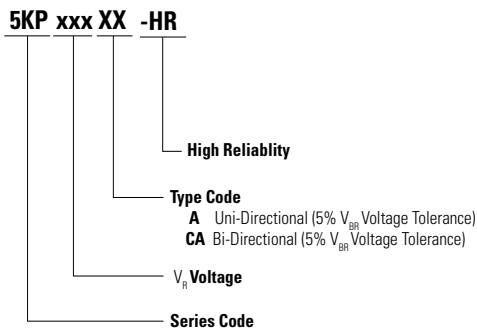 5KP xxx XX -HR
High Reliablity
Type Code
A Uni-Directional (5% VBR Voltage Tolerance)
CA Bi-Directional (5% VBR Voltage Tolerance)
VR Voltage
Series Code